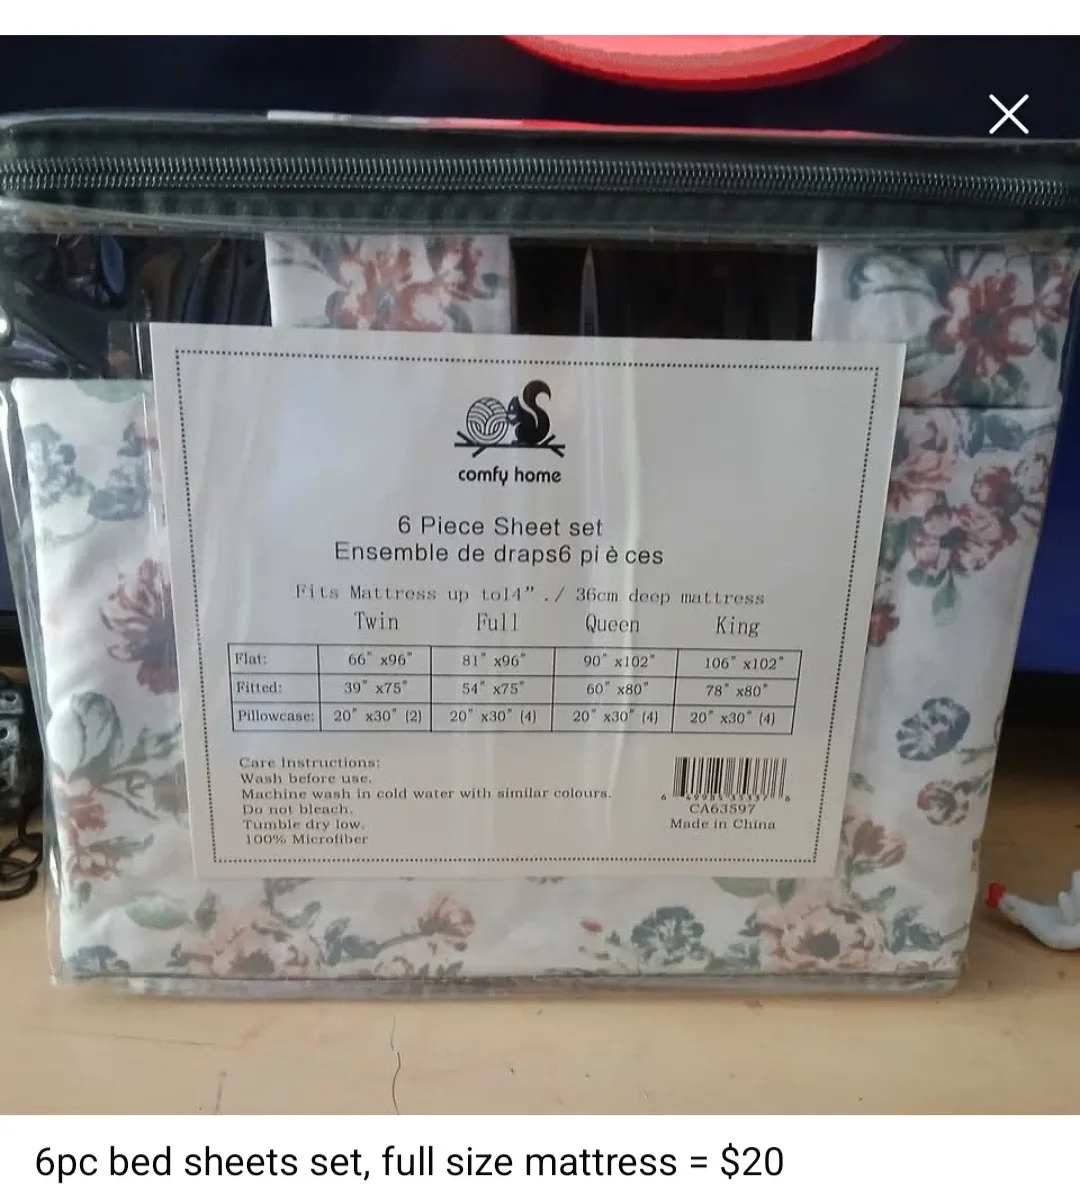 comfy home
6 Piece Sheet set
Ensemble de draps6 pi è ces
Fits Mattress up to14" ./ 36cm deep mattress
Twin Full Queen King
Flat: 66" x96" 81" x96" 90" x102" 106" x102"
Fitted: 39" x75" 54" x75" 60" x80" 78" x80"
Pillowcase: 20" x30" (2) 20" x30" (4) 20" x30" (4) 20" x30" (4)
Care Instructions:
Wash before use.
Machine wash in cold water with similar colours.
Do not bleach.
Tumble dry low.
100% Microfiber
CA63597
Made in China
6pc bed sheets set, full size mattress = $20